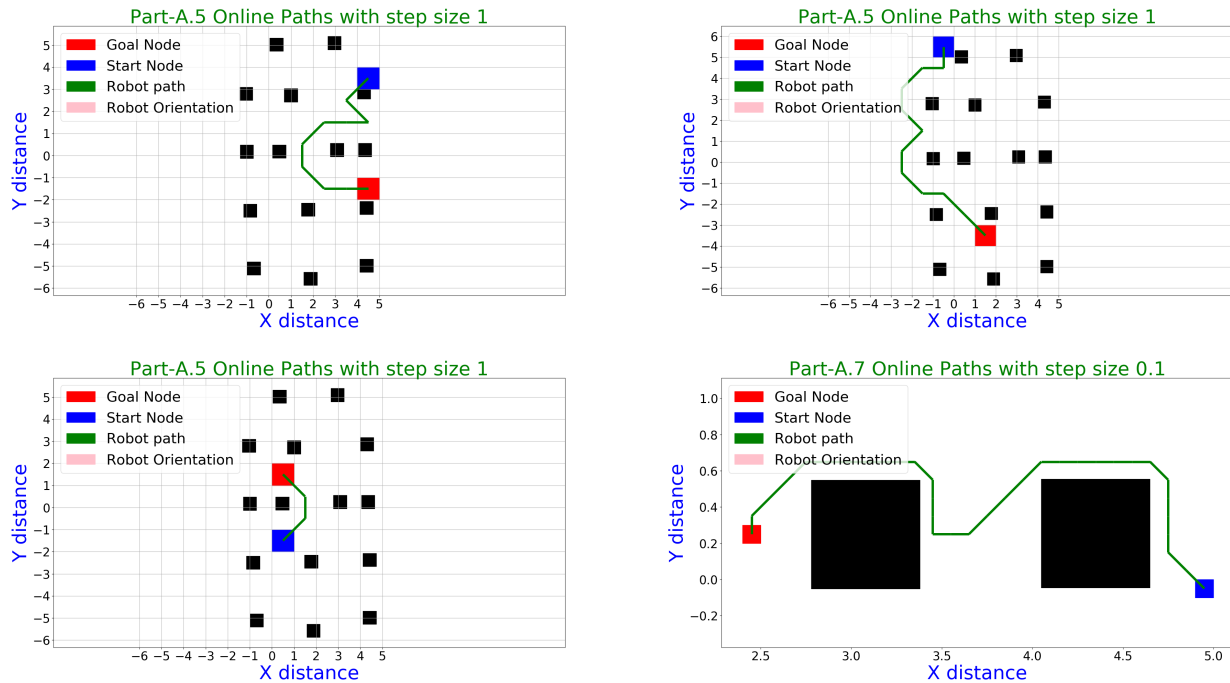 Part-A.5 Online Paths with step size 1
Goal Node
Start Node
Robot path
Robot Orientation
5
4
3
2
1
0
−1
−2
−3
−4
−5
−6
Y distance
−6 −5 −4 −3 −2 −1 0 1 2 3 4 5
X distance
Part-A.5 Online Paths with step size 1
Goal Node
Start Node
Robot path
Robot Orientation
6
5
4
3
2
1
0
−1
−2
−3
−4
−5
−6
Y distance
−6 −5 −4 −3 −2 −1 0 1 2 3 4 5
X distance
Part-A.5 Online Paths with step size 1
Goal Node
Start Node
Robot path
Robot Orientation
5
4
3
2
1
0
−1
−2
−3
−4
−5
−6
Y distance
−6 −5 −4 −3 −2 −1 0 1 2 3 4 5
X distance
Part-A.7 Online Paths with step size 0.1
Goal Node
Start Node
Robot path
Robot Orientation
1.0
0.8
0.6
0.4
0.2
0.0
−0.2
Y distance
2.5 3.0 3.5 4.0 4.5 5.0
X distance